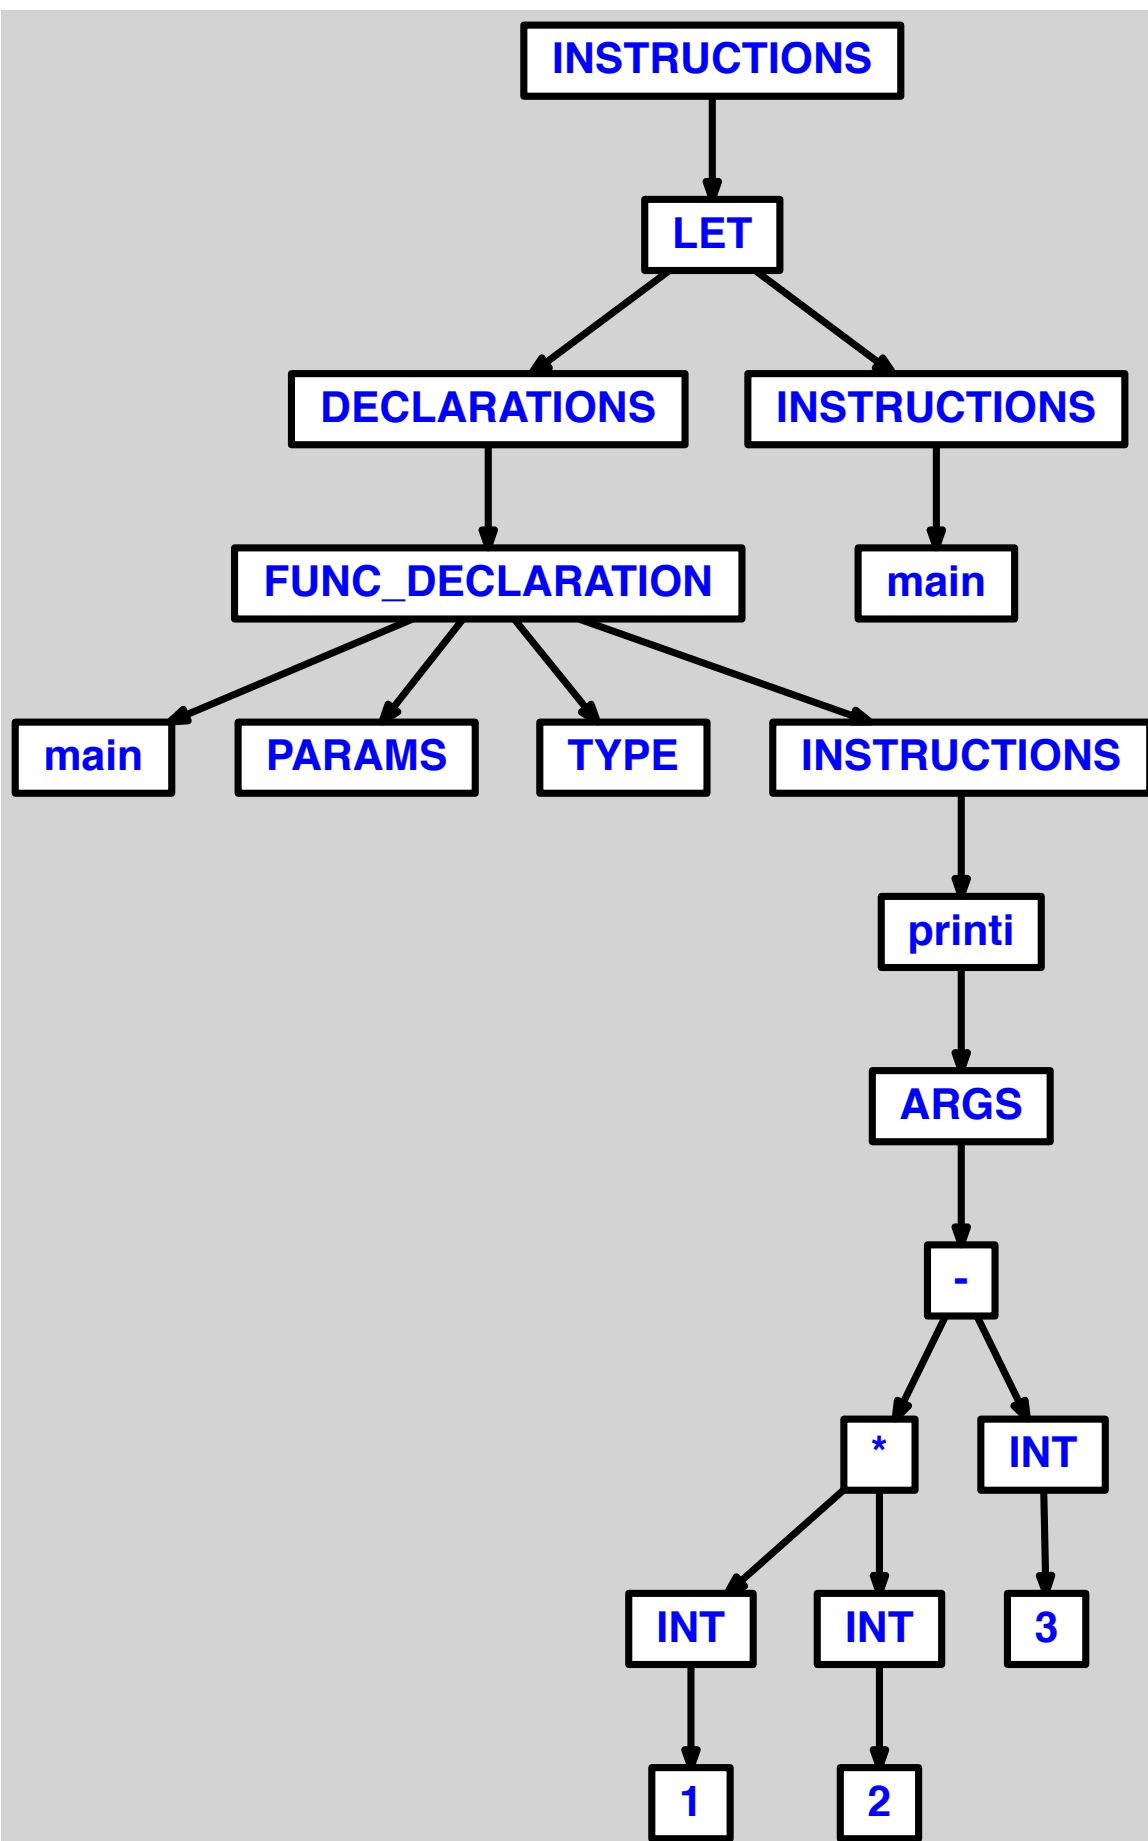 INSTRUCTIONS
LET
DECLARATIONS
INSTRUCTIONS
FUNC_DECLARATION
main
main
PARAMS
TYPE
INSTRUCTIONS
printi
ARGS
-
*
INT
INT
INT
3
1
2